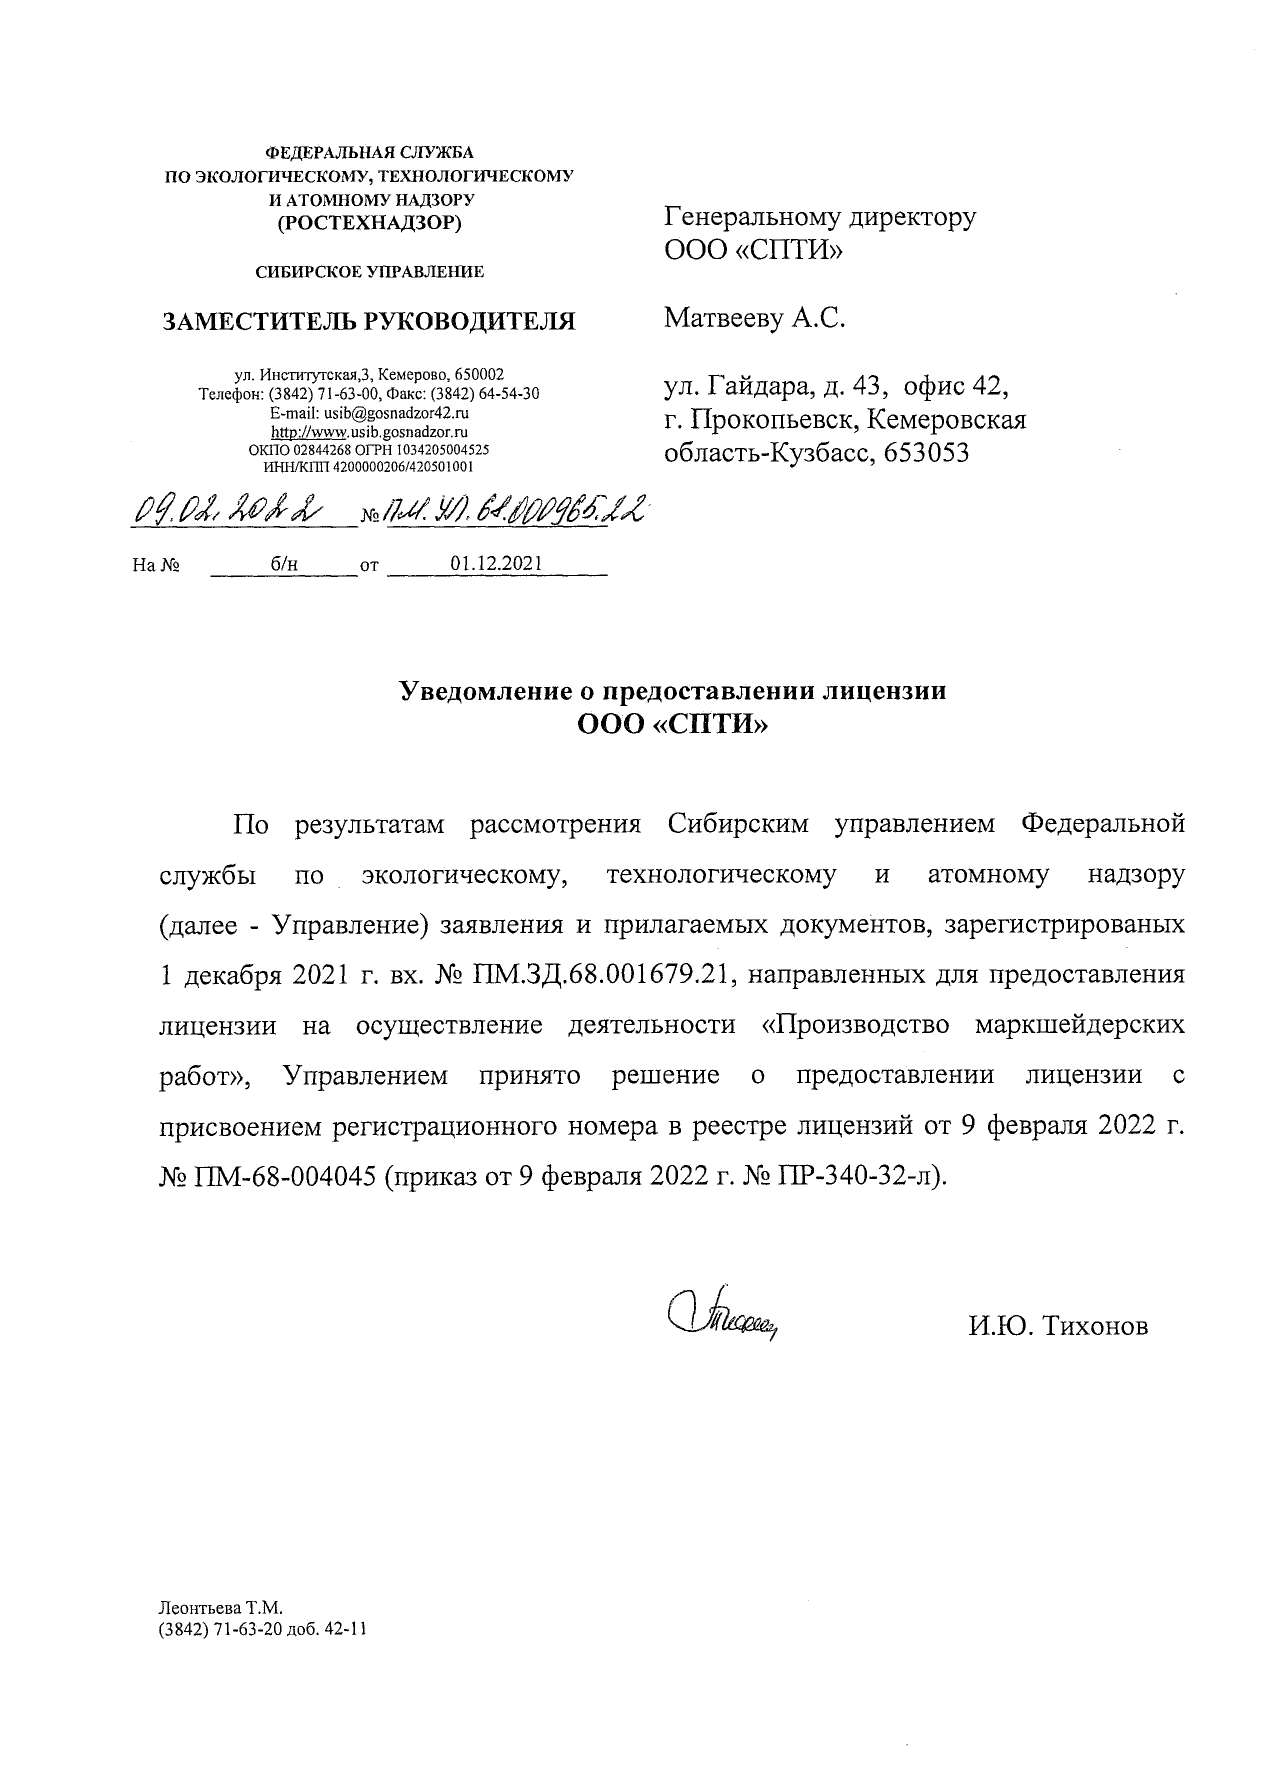 ФЕДЕРАЛЬНАЯ СЛУЖБА
ПО ЭКОЛОГИЧЕСКОМУ, ТЕХНОЛОГИЧЕСКОМУ
И АТОМНОМУ НАДЗОРУ
(РОСТЕХНАДЗОР)
СИБИРСКОЕ УПРАВЛЕНИЕ
ЗАМЕСТИТЕЛЬ РУКОВОДИТЕЛЯ
ул. Институтская,3, Кемерово, 650002
Телефон: (3842) 71-63-00, Факс: (3842) 64-54-30
E-mail: usib@gosnadzor42.ru
http://www.usib.gosnadzor.ru
ОКПО 02844268 ОГРН 1034205004525
ИНН/КПП 4200000206/420501001
09.02.2022 № ПМ.УЛ.68.000965.22
На № б/н от 01.12.2021
Генеральному директору
ООО «СПТИ»
Матвееву А.С.
ул. Гайдара, д. 43, офис 42,
г. Прокопьевск, Кемеровская
область-Кузбасс, 653053
Уведомление о предоставлении лицензии
ООО «СПТИ»
По результатам рассмотрения Сибирским управлением Федеральной
службы по экологическому, технологическому и атомному надзору
(далее - Управление) заявления и прилагаемых документов, зарегистрированых
1 декабря 2021 г. вх. № ПМ.ЗД.68.001679.21, направленных для предоставления
лицензии на осуществление деятельности «Производство маркшейдерских
работ», Управлением принято решение о предоставлении лицензии с
присвоением регистрационного номера в реестре лицензий от 9 февраля 2022 г.
№ ПМ-68-004045 (приказ от 9 февраля 2022 г. № ПР-340-32-л).
И.Ю. Тихонов
Леонтьева Т.М.
(3842) 71-63-20 доб. 42-11